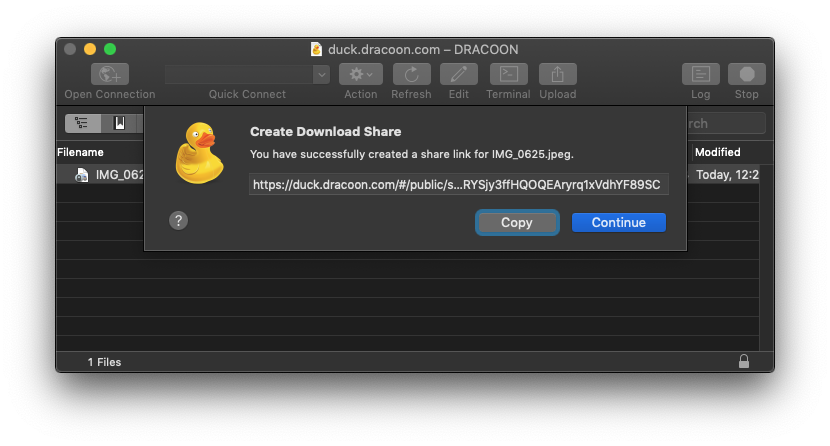 duck.dracoon.com – DRACOON
Open Connection Quick Connect Action Refresh Edit Terminal Upload Log Stop
Create Download Share
You have successfully created a share link for IMG_0625.jpeg.
https://duck.dracoon.com/#/public/s...RYSjy3ffHQOQEAryrq1xVdhYF89SC
? Copy Continue
rch
Filename Modified
IMG_062 Today, 12:2
1 Files